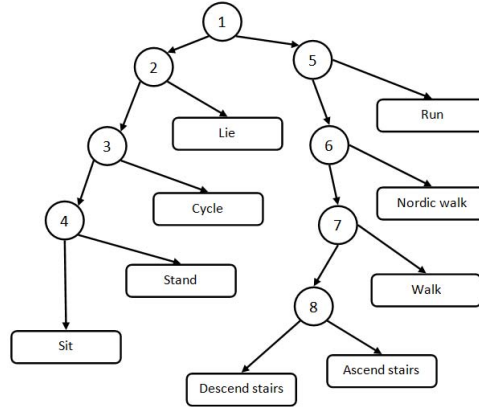 1
2
5
Lie
Run
3
6
Cycle
Nordic walk
4
7
Stand
Walk
8
Sit
Descend stairs
Ascend stairs